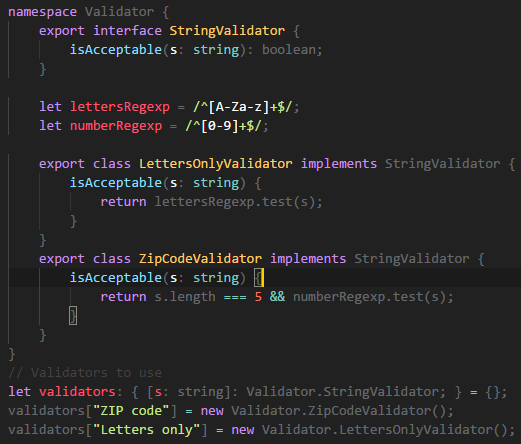 namespace Validator {
    export interface StringValidator {
        isAcceptable(s: string): boolean;
    }

    let lettersRegexp = /^[A-Za-z]+$/;
    let numberRegexp = /^[0-9]+$/;

    export class LettersOnlyValidator implements StringValidator {
        isAcceptable(s: string) {
            return lettersRegexp.test(s);
        }
    }
    export class ZipCodeValidator implements StringValidator {
        isAcceptable(s: string) {
            return s.length === 5 && numberRegexp.test(s);
        }
    }
}
// Validators to use
let validators: { [s: string]: Validator.StringValidator; } = {};
validators["ZIP code"] = new Validator.ZipCodeValidator();
validators["Letters only"] = new Validator.LettersOnlyValidator();